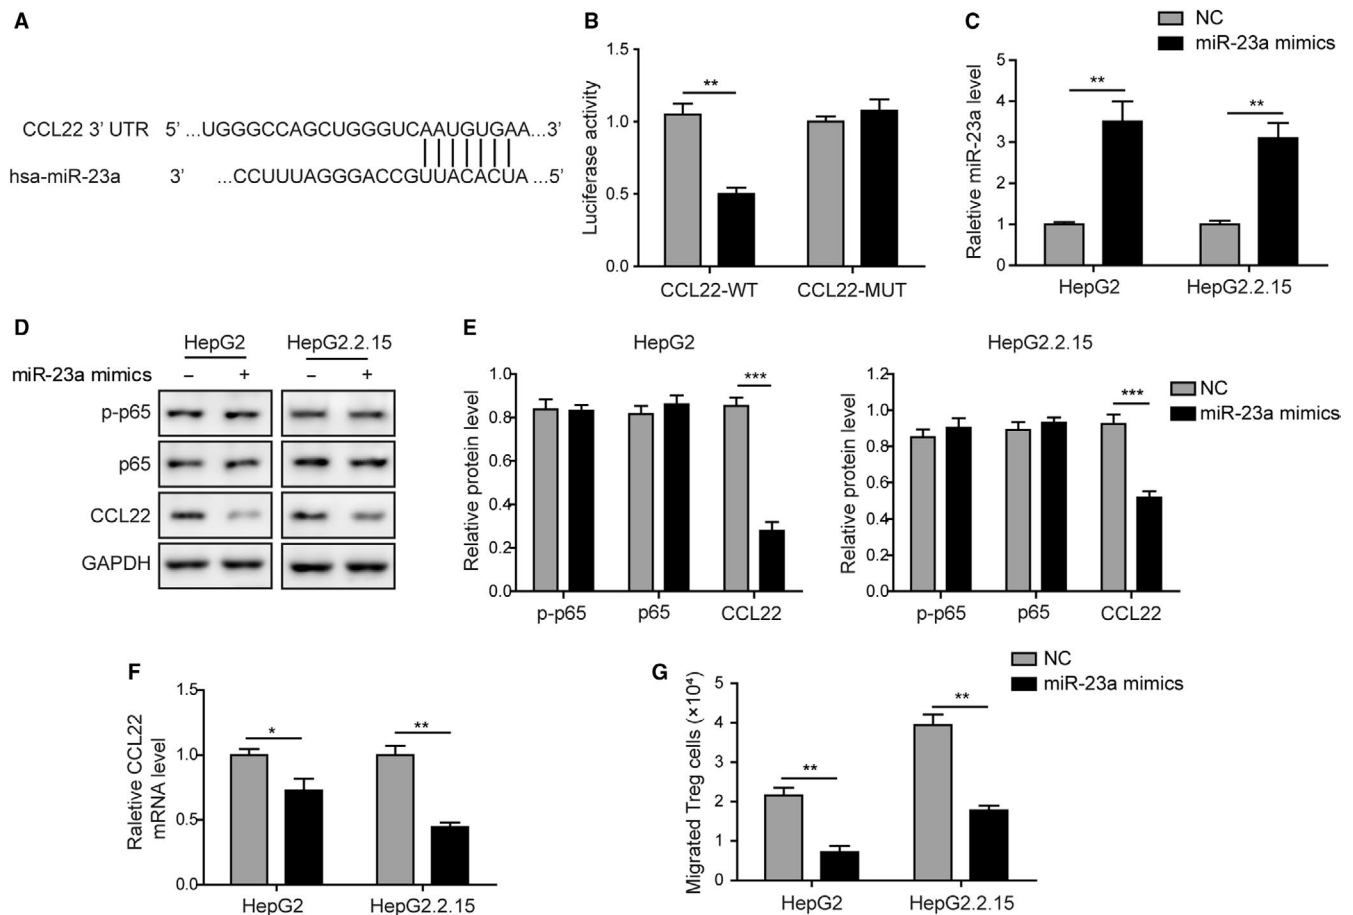 A
CCL22 3' UTR 5' ...UGGGCCAGCUGGGUCAAUGUGAA...3'
hsa-miR-23a 3' ...CCUUUAGGGACCGUUACACUA ...5'
B
Luciferase activity
1.5
1.0
0.5
0.0
**
CCL22-WT CCL22-MUT
C
NC
miR-23a mimics
Raletive miR-23a level
5
4
3
2
1
0
** **
HepG2 HepG2.2.15
D
HepG2 HepG2.2.15
miR-23a mimics – + – +
p-p65
p65
CCL22
GAPDH
E
HepG2
Relative protein level
1.0
0.8
0.6
0.4
0.2
0.0
***
p-p65 p65 CCL22
HepG2.2.15
Relative protein level
1.2
1.0
0.8
0.6
0.4
0.2
0.0
***
p-p65 p65 CCL22
NC
miR-23a mimics
F
Raletive CCL22
mRNA level
1.5
1.0
0.5
0.0
* **
HepG2 HepG2.2.15
G
NC
miR-23a mimics
Migrated Treg cells (×10⁴)
5
4
3
2
1
0
** **
HepG2 HepG2.2.15